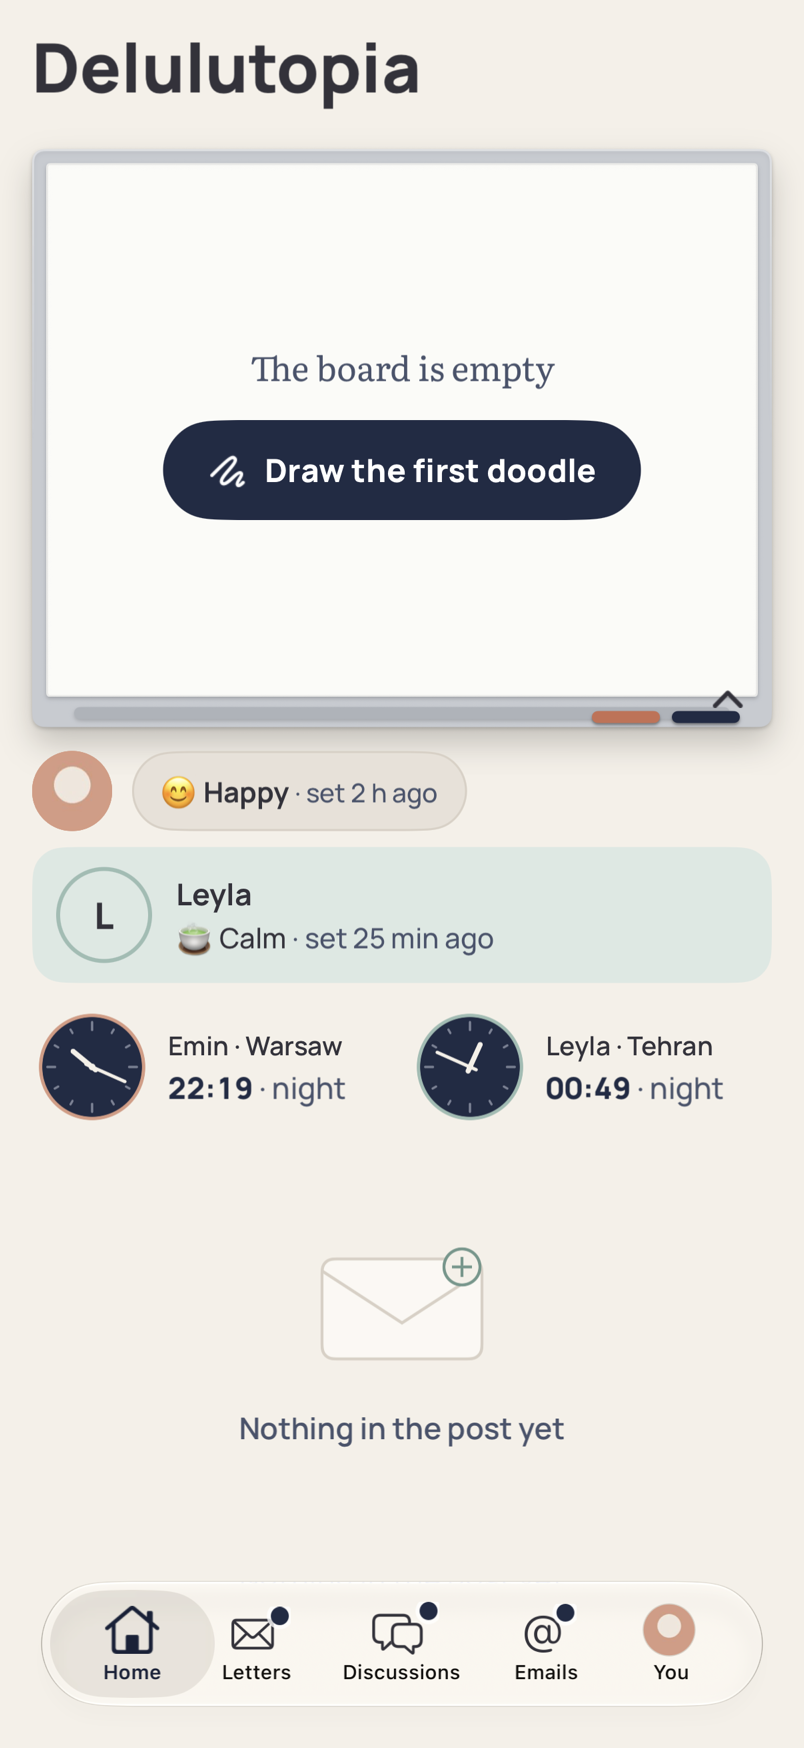 Delulutopia
The board is empty
Draw the first doodle
😊 Happy · set 2 h ago
L
Leyla
🍵 Calm · set 25 min ago
Emin · Warsaw
22:19 · night
Leyla · Tehran
00:49 · night
Nothing in the post yet
Home
Letters
Discussions
@
Emails
You